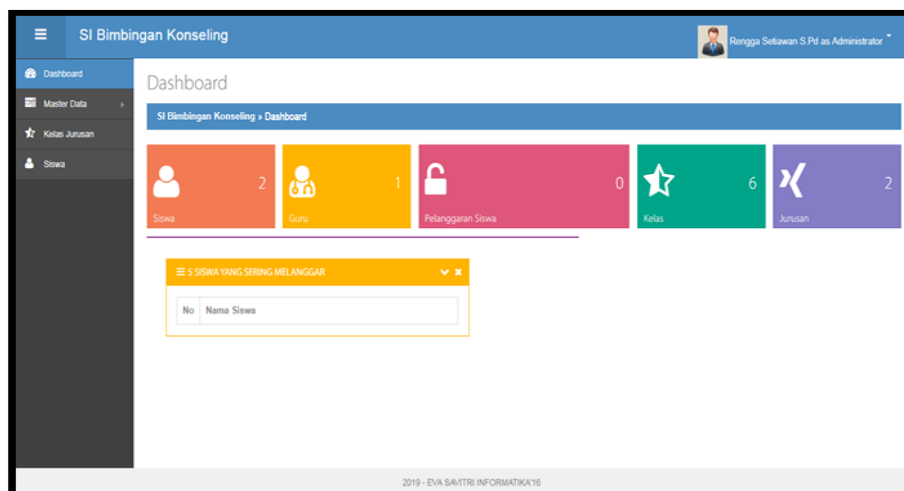 SI Bimbingan Konseling
Rengga Setiawan S.Pd as Administrator
Dashboard
Master Data
Kelas Jurusan
Siswa
Dashboard
SI Bimbingan Konseling » Dashboard
2
Siswa
1
Guru
0
Pelanggaran Siswa
6
Kelas
2
Jurusan
5 SISWA YANG SERING MELANGGAR
No Nama Siswa
2019 - EVA SAVITRI INFORMATIKA'16